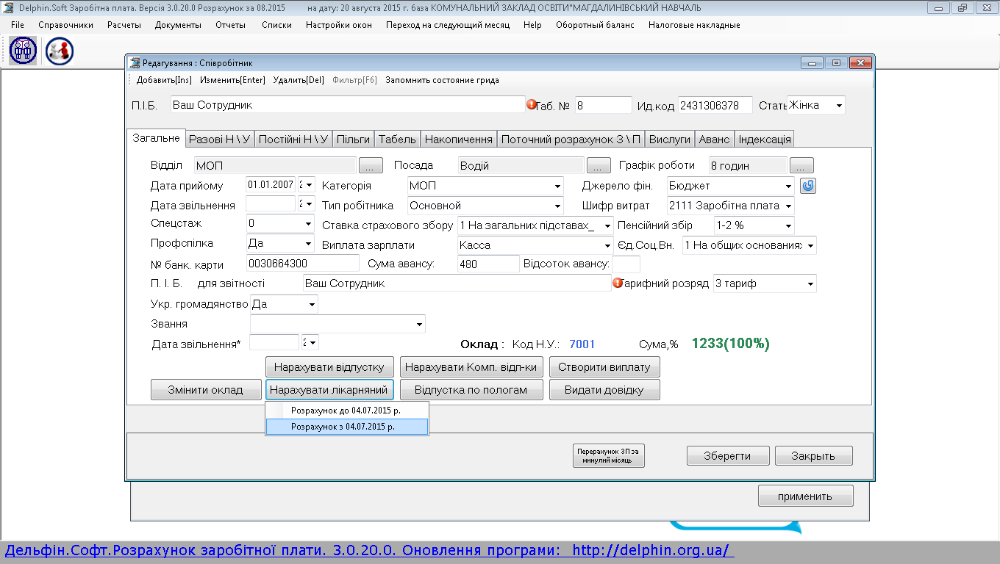 Delphin.Soft Заробітна плата. Версія 3.0.20.0 Розрахунок за 08.2015 на дату: 20 августа 2015 г. база КОМУНАЛЬНИЙ ЗАКЛАД ОСВІТИ"МАГДАЛИНІВСЬКИЙ НАВЧАЛЬ
File Справочники Расчеты Документы Отчеты Списки Настройки окон Переход на следующий месяц Help Оборотный баланс Налоговые накладные
Редагування : Співробітник
Добавить[Ins] Изменить[Enter] Удалить[Del] Фильтр[F6] Запомнить состояние грида
П.І.Б. Ваш Сотрудник Таб. № 8 Ид.код 2431306378 Стать Жінка
Загальне Разові Н \ У Постійні Н \ У Пільги Табель Накопичення Поточний розрахунок З \ П Вислуги Аванс Індексація
Відділ МОП ... Посада Водій ... Графік роботи 8 годин ...
Дата прийому 01.01.2007 Категорія МОП Джерело фін. Бюджет
Дата звільнення Тип робітника Основной Шифр витрат 2111 Заробітна плата
Спецстаж 0 Ставка страхового збору 1 На загальних підставах_ Пенсійний збір 1-2 %
Профспілка Да Виплата зарплати Касса Єд.Соц.Вн. 1 На общих основаниях
№ банк. карти 0030664300 Сума авансу: 480 Відсоток авансу:
П. І. Б. для звітності Ваш Сотрудник Тарифний розряд 3 тариф
Укр. громадянство Да
Звання
Дата звільнення* Оклад : Код Н.У.: 7001 Сума,% 1233(100%)
Нарахувати відпустку Нарахувати Комп. відп-ки Створити виплату
Змінити оклад Нарахувати лікарняний Відпустка по пологам Видати довідку
Розрахунок до 04.07.2015 р.
Розрахунок з 04.07.2015 р.
Перерахунок ЗП за
минулий місяць
Зберегти Закрыть
применить
Дельфін.Софт.Розрахунок заробітної плати. 3.0.20.0. Оновлення програми: http://delphin.org.ua/